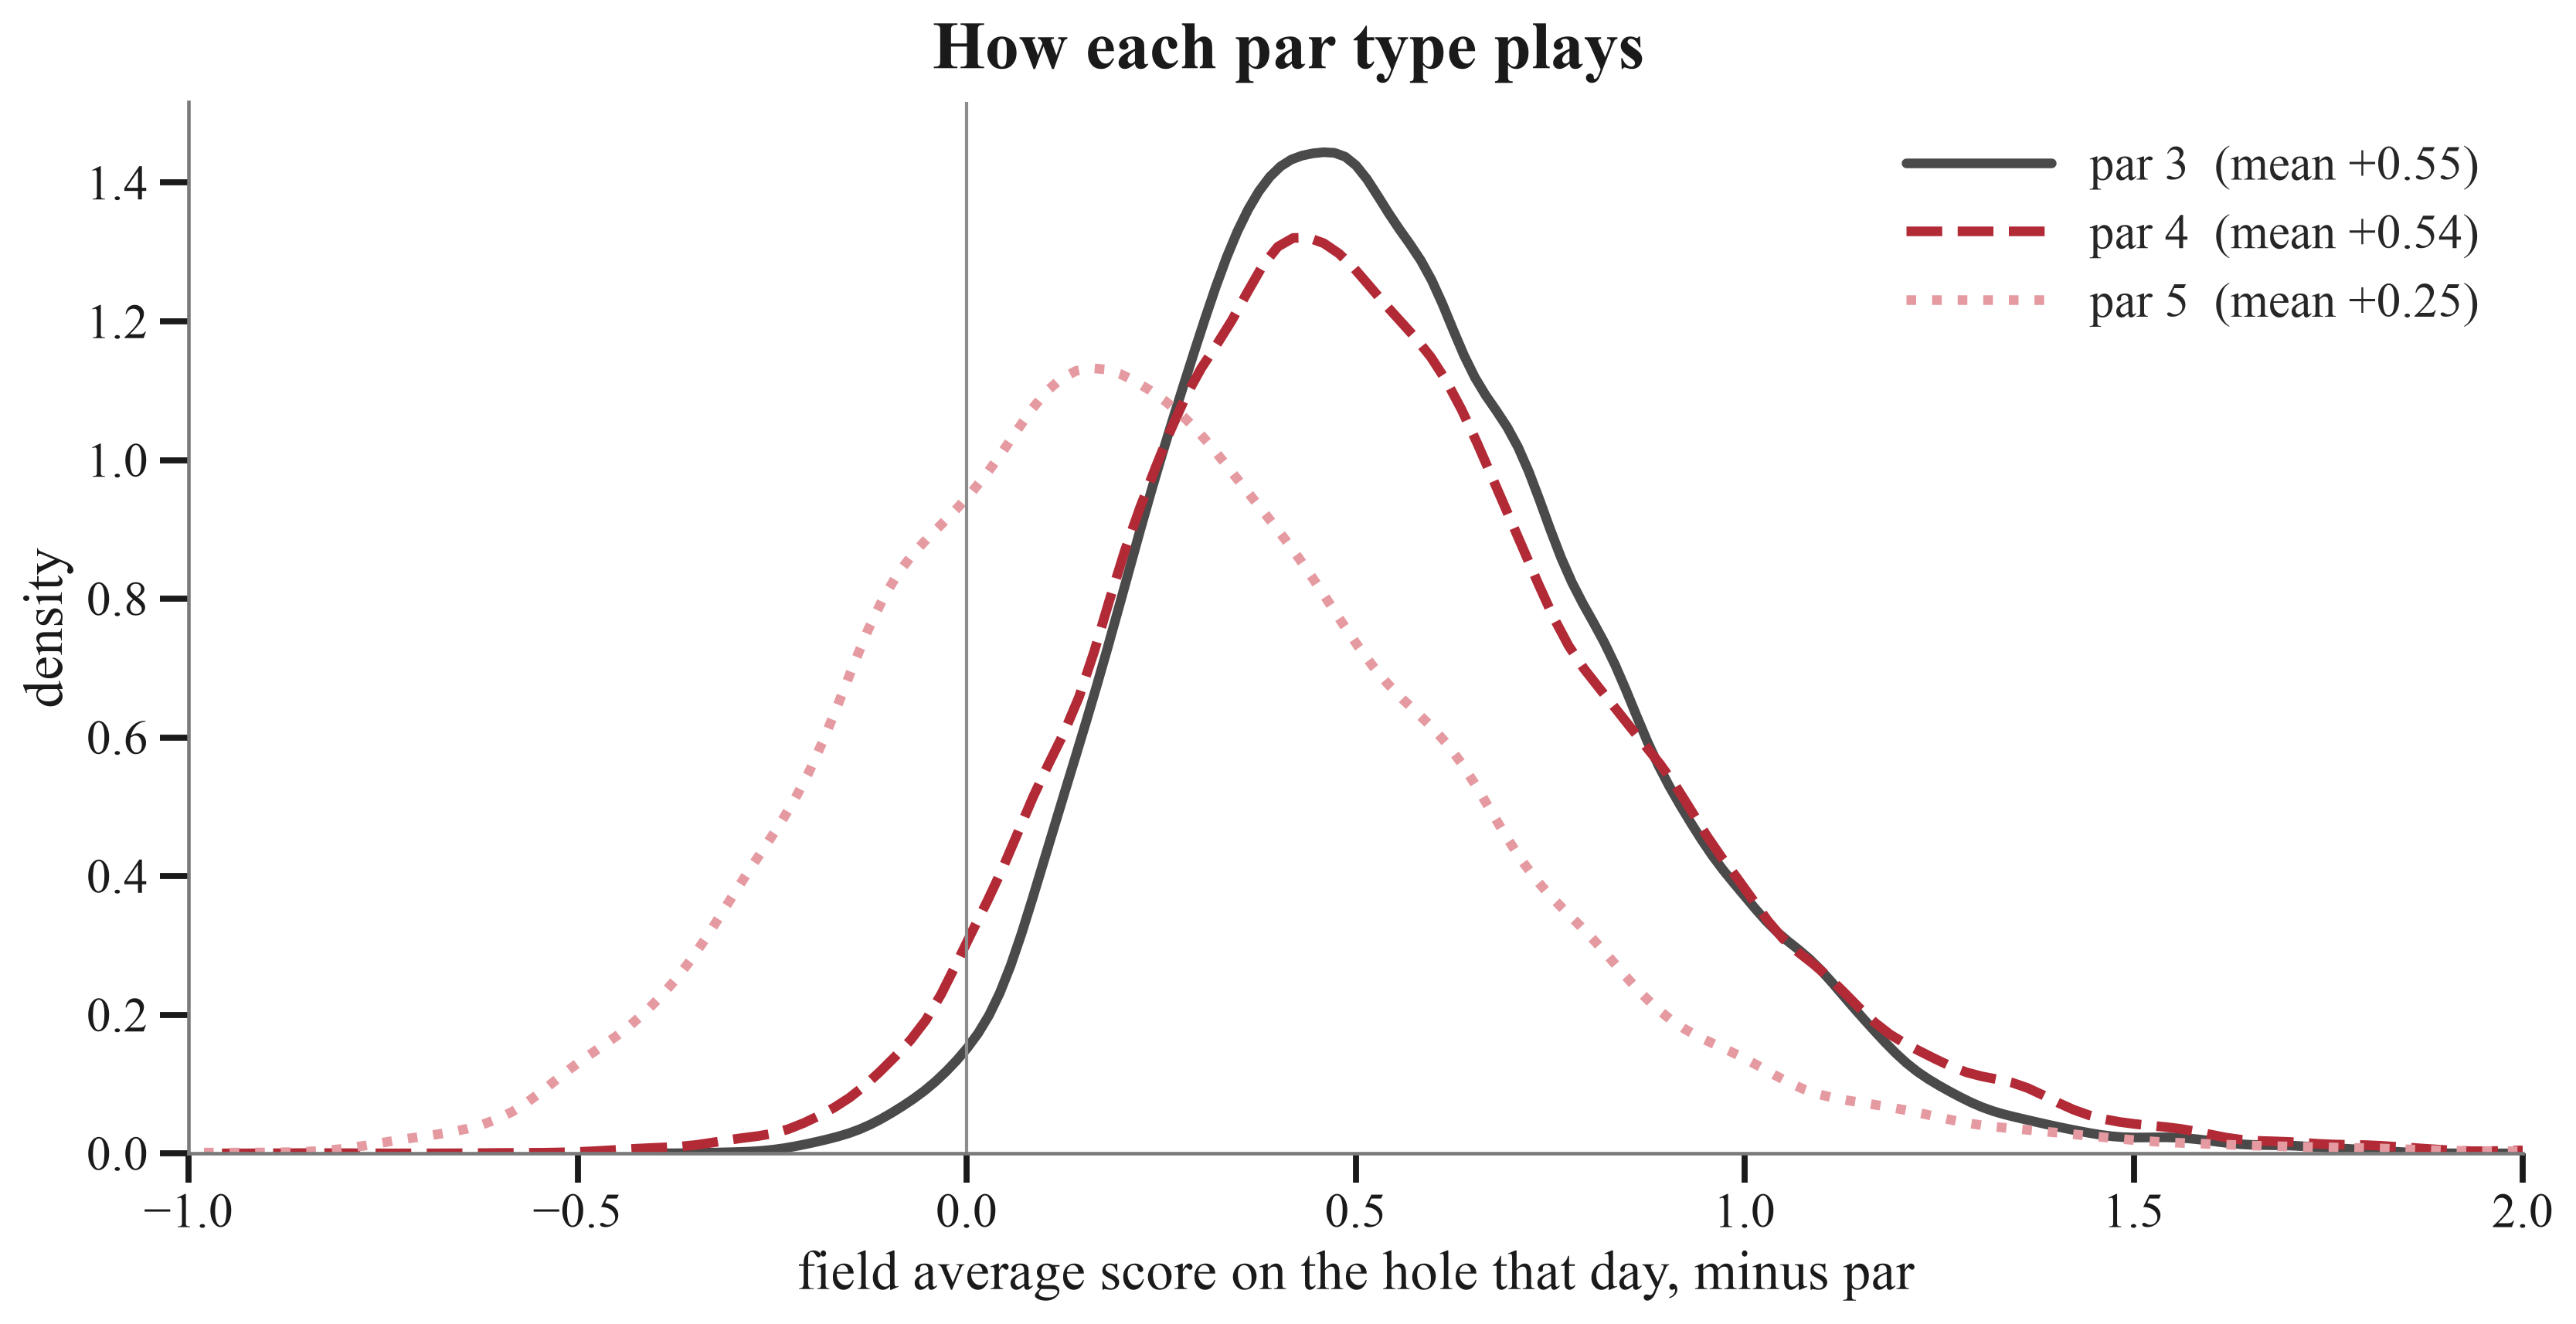 How each par type plays
par 3 (mean +0.55)
par 4 (mean +0.54)
par 5 (mean +0.25)
density
1.4
1.2
1.0
0.8
0.6
0.4
0.2
0.0
−1.0 −0.5 0.0 0.5 1.0 1.5 2.0
field average score on the hole that day, minus par